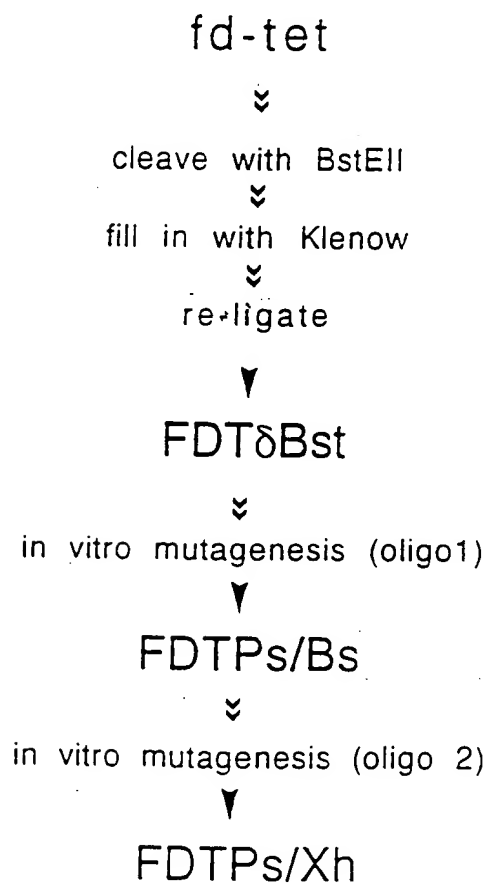 fd-tet
cleave with BstEII
fill in with Klenow
re-ligate
FDTδBst
in vitro mutagenesis (oligo1)
FDTPs/Bs
in vitro mutagenesis (oligo 2)
FDTPs/Xh